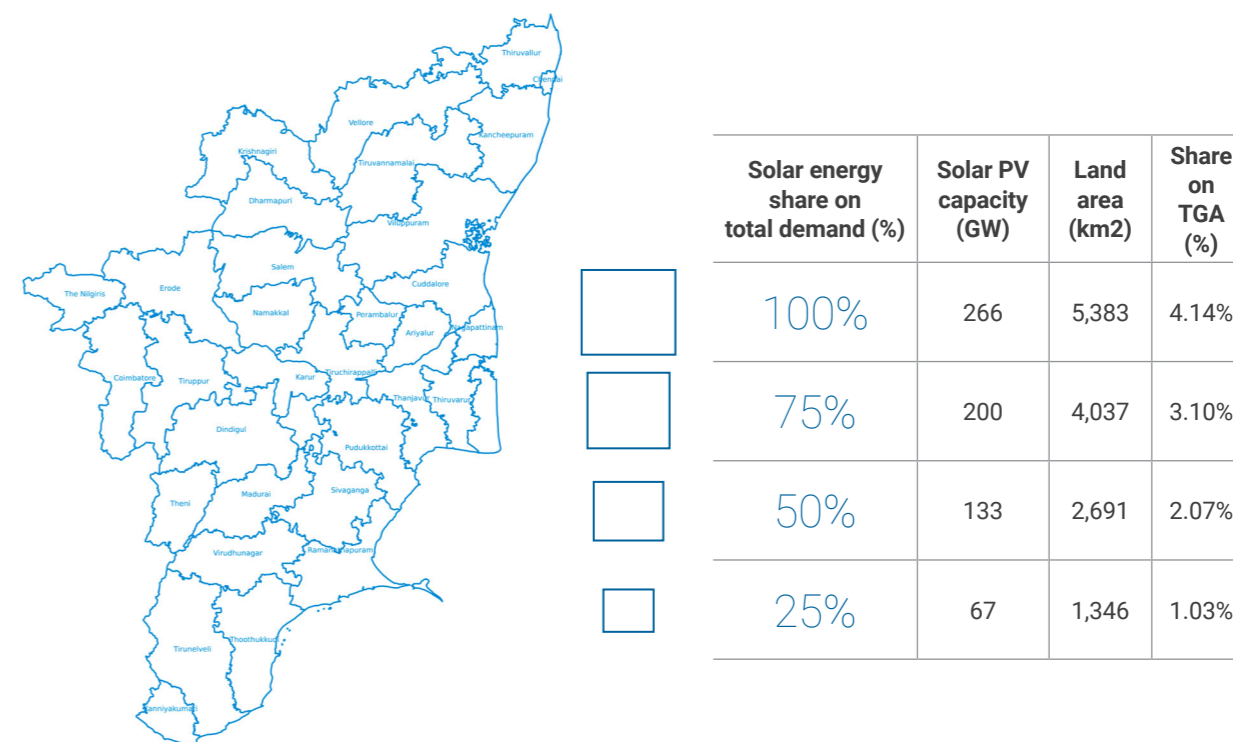 Thiruvallur
Chennai
Vellore
Kancheepuram
Krishnagiri
Tiruvannamalai
Dharmapuri
Viluppuram
Salem
Cuddalore
The Nilgiris
Erode
Namakkal
Perambalur
Ariyalur
Nagapattinam
Coimbatore
Tiruppur
Karur
Tiruchirappalli
Thanjavur
Thiruvarur
Dindigul
Pudukkottai
Theni
Madurai
Sivaganga
Virudhunagar
Ramanathapuram
Tirunelveli
Thoothukkudi
Kanniyakumari
Solar energy
share on
total demand (%)
Solar PV
capacity
(GW)
Land
area
(km2)
Share
on
TGA
(%)
100% 266 5,383 4.14%
75% 200 4,037 3.10%
50% 133 2,691 2.07%
25% 67 1,346 1.03%